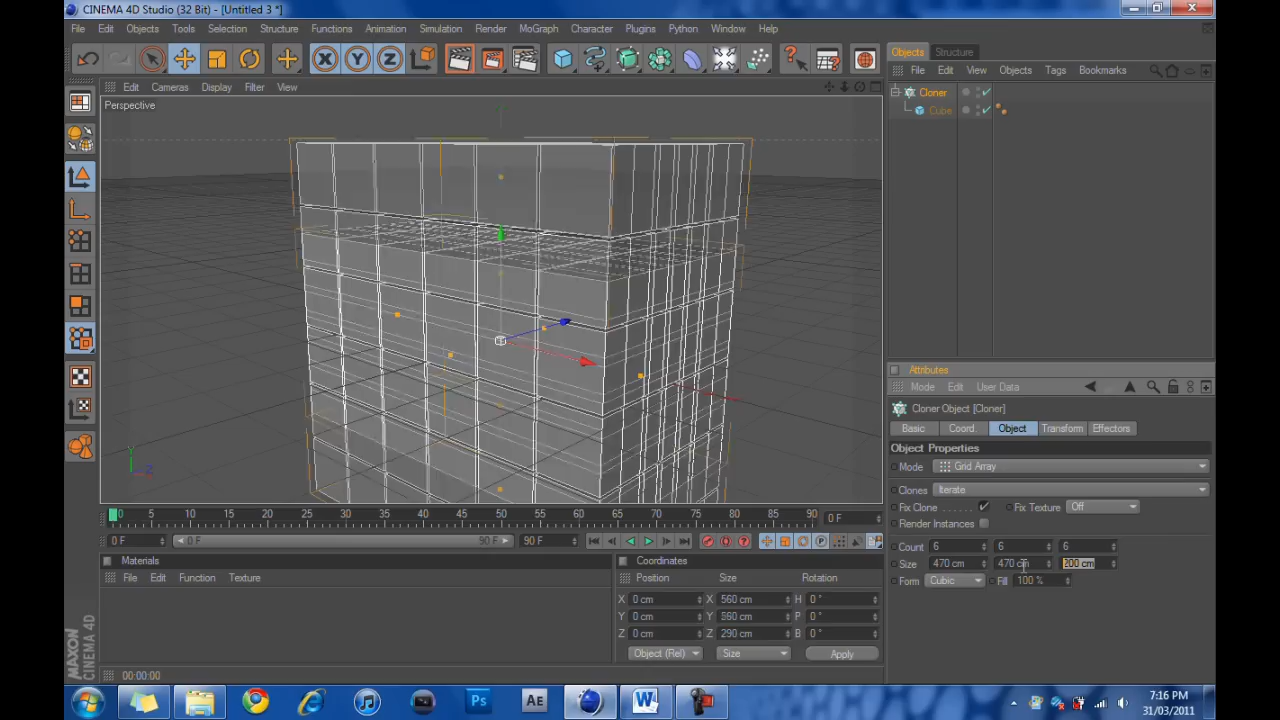 CINEMA 4D Studio (32 Bit) - [Untitled 3 *]
File Edit Objects Tools Selection Structure Functions Animation Simulation Render MoGraph Character Plugins Python Window Help
Objects Structure
File Edit View Objects Tags Bookmarks
Edit Cameras Display Filter View
Perspective
Cloner
Cube
Y
Z
Attributes
Mode Edit User Data
Cloner Object [Cloner]
Basic Coord. Object Transform Effectors
Object Properties
Mode Grid Array
Clones Iterate
Fix Clone Fix Texture Off
Render Instances
Count 6 6 6
Size 470 cm 470 cm 200 cm
Form Cubic Fill 100 %
0 5 10 15 20 25 30 35 40 45 50 55 60 65 70 75 80 85 90 0 F
0 F 0 F 90 F 90 F
Materials
File Edit Function Texture
Coordinates
Position Size Rotation
X 0 cm X 560 cm H 0 °
Y 0 cm Y 560 cm P 0 °
Z 0 cm Z 290 cm B 0 °
Object (Rel) Size Apply
MAXON CINEMA 4D
00:00:00
Ps
Ae
W
7:16 PM
31/03/2011